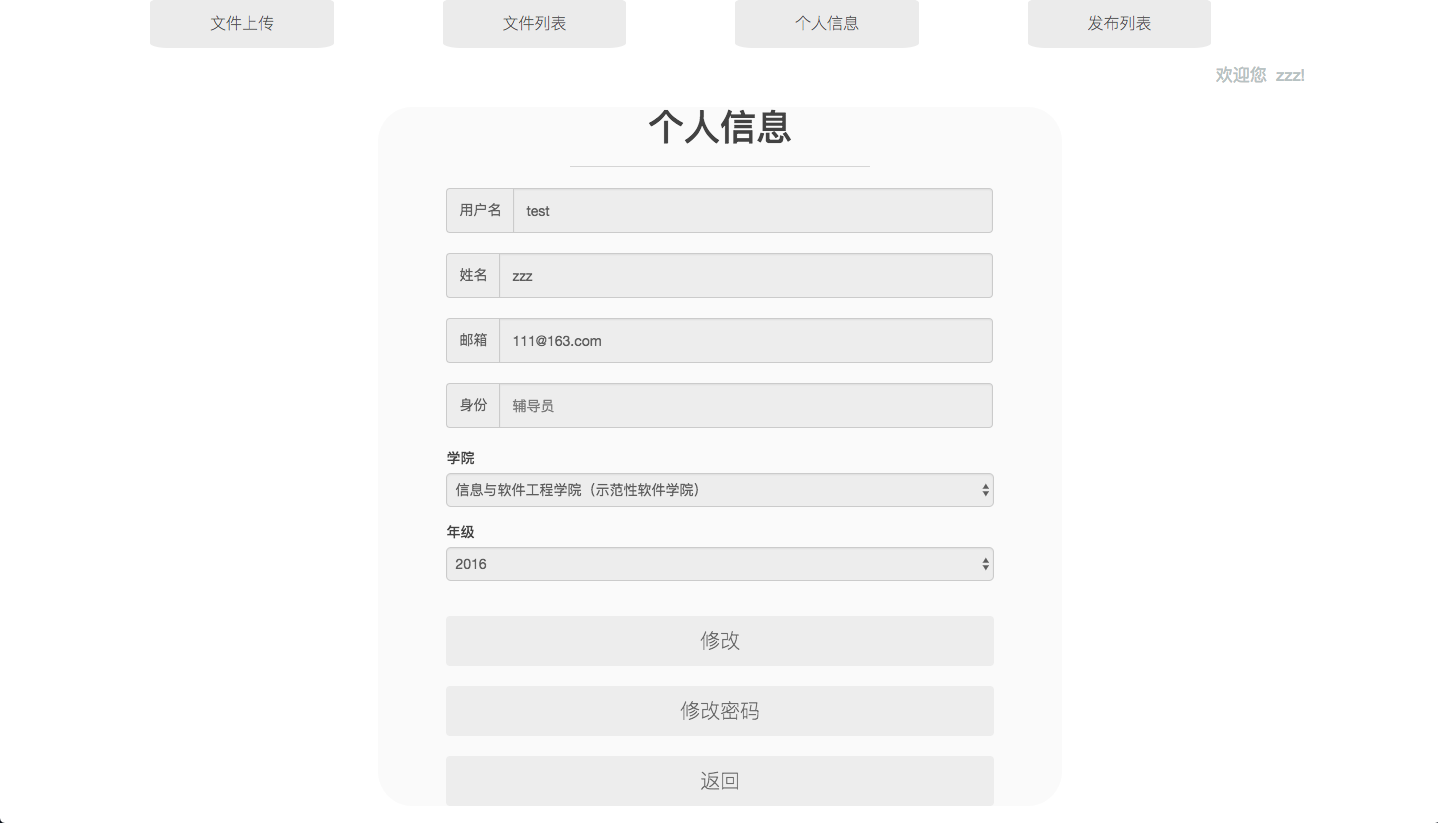 文件上传 文件列表 个人信息 发布列表
欢迎您 zzz!
个人信息
用户名 test
姓名 zzz
邮箱 111@163.com
身份 辅导员
学院
信息与软件工程学院（示范性软件学院）
年级
2016
修改
修改密码
返回